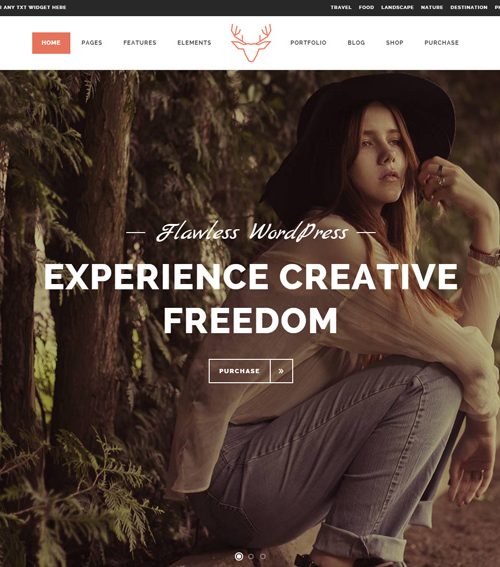 ANY TXT WIDGET HERE
TRAVEL FOOD LANDSCAPE NATURE DESTINATION
HOME PAGES FEATURES ELEMENTS PORTFOLIO BLOG SHOP PURCHASE
Flawless WordPress
EXPERIENCE CREATIVE
FREEDOM
PURCHASE »